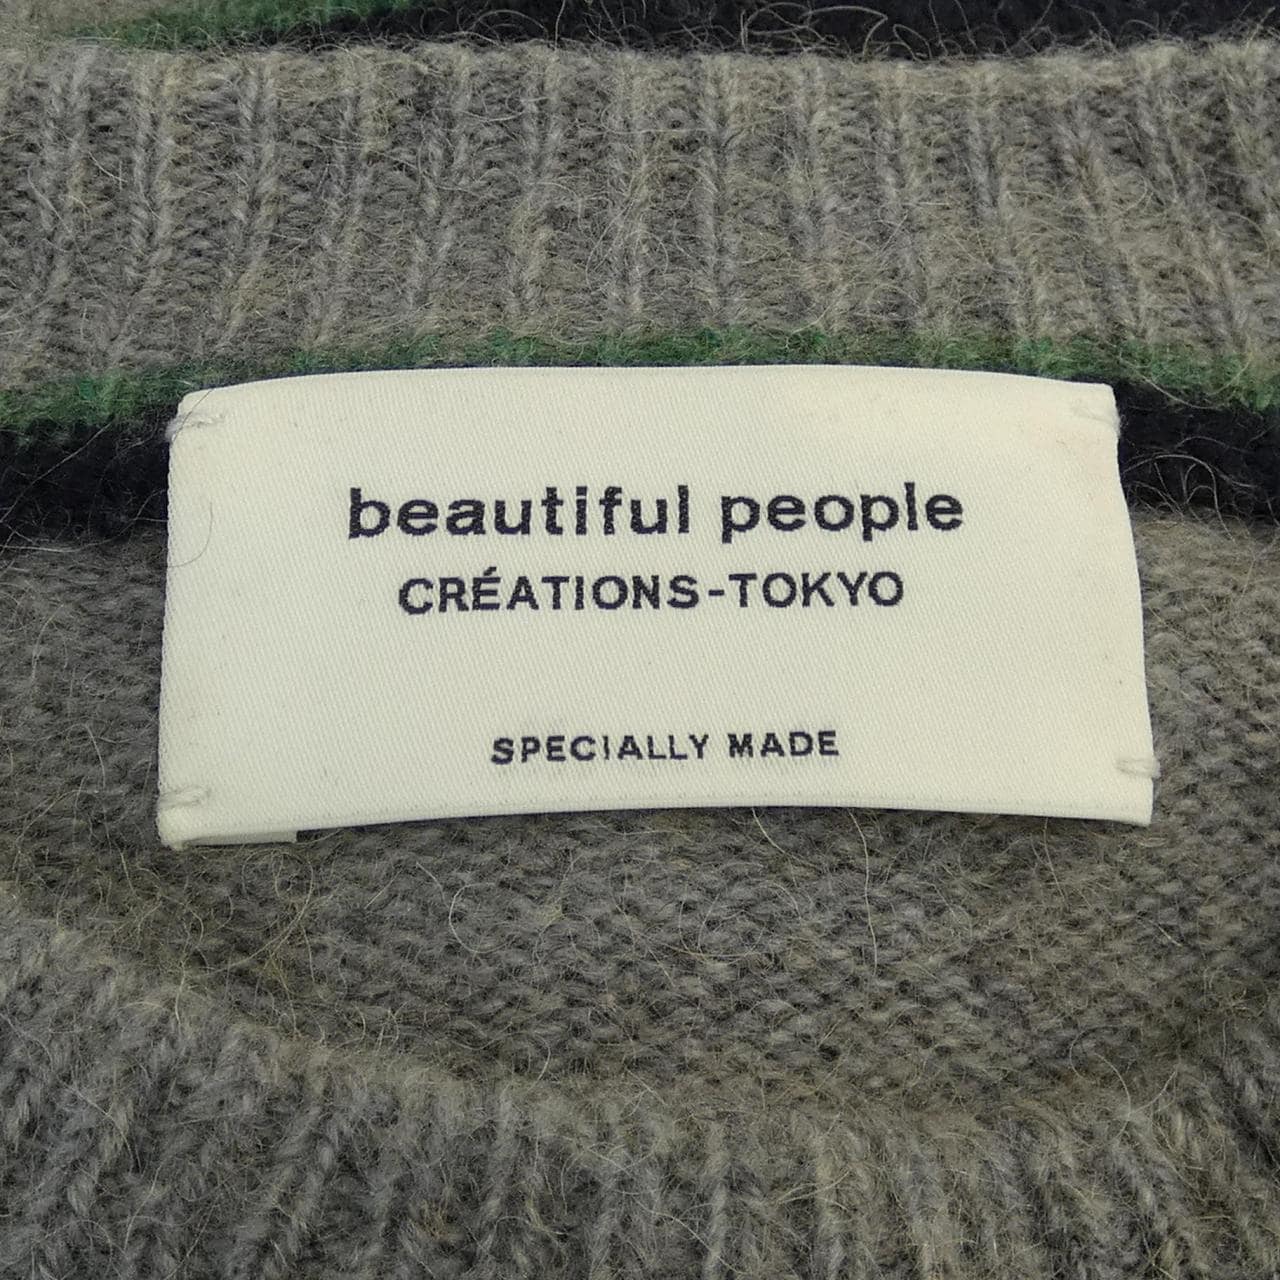 beautiful people
CRÉATIONS-TOKYO
SPECIALLY MADE